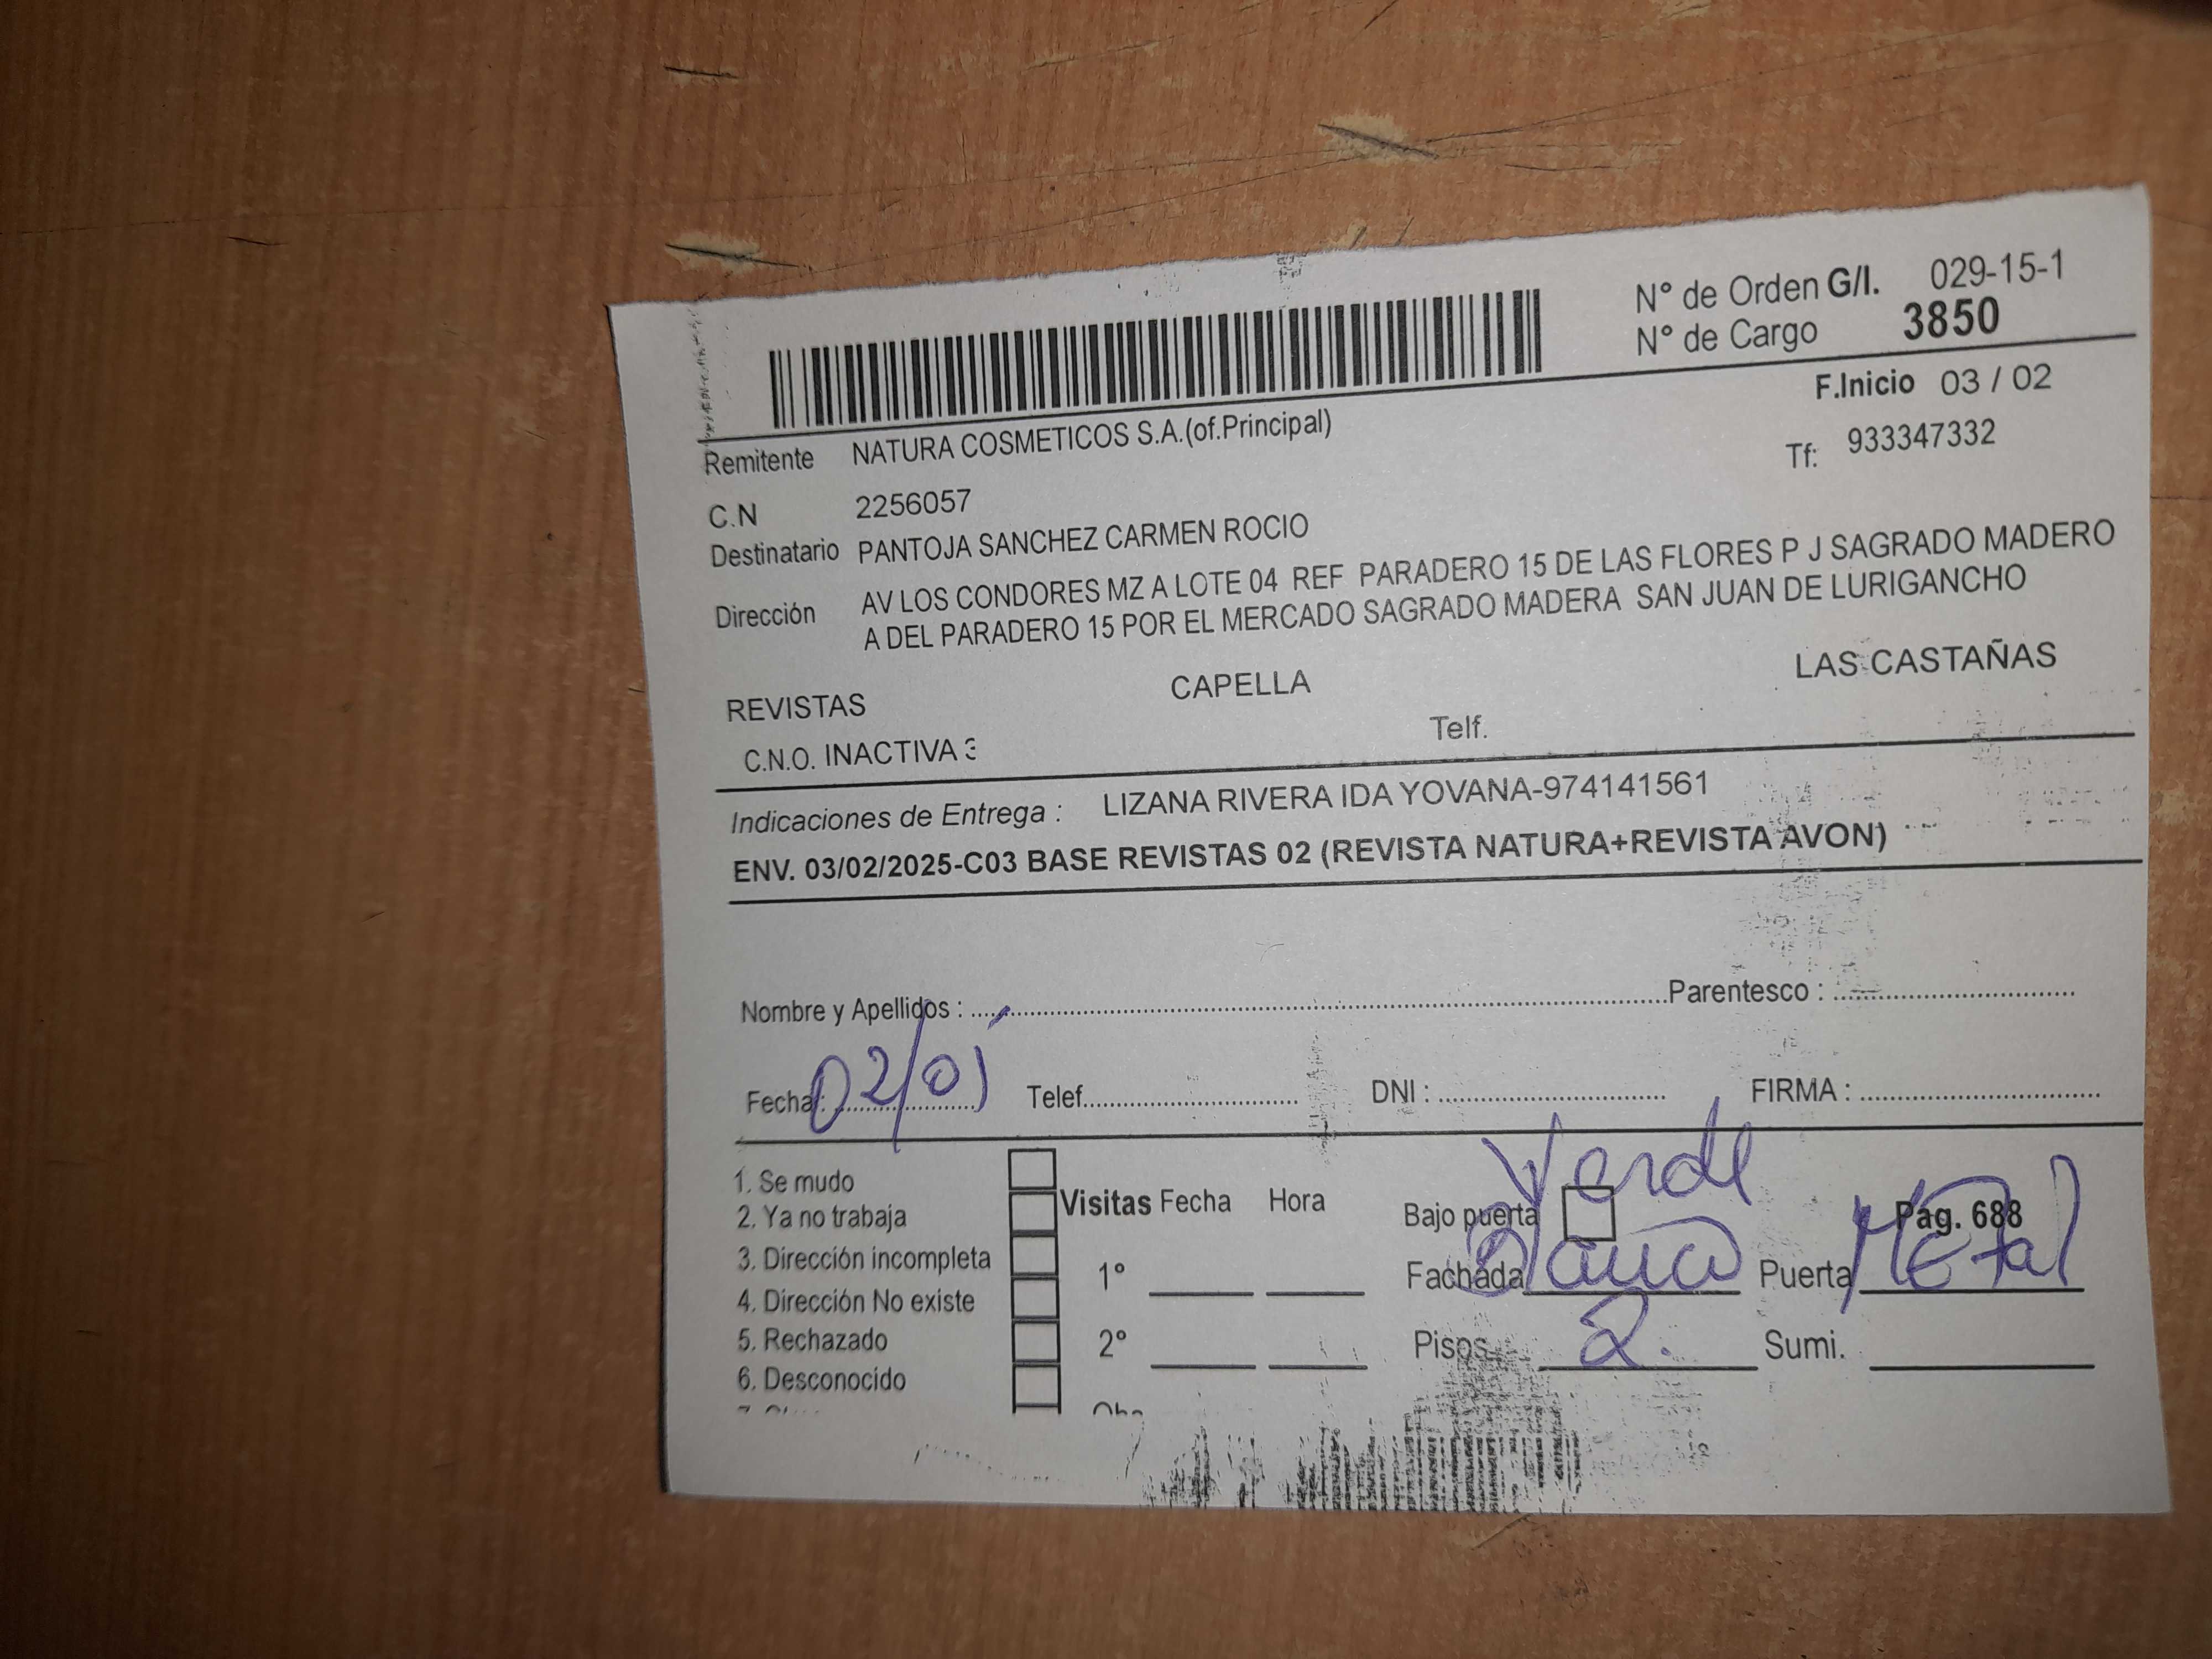 N° de Orden G/I. 029-15-1
N° de Cargo 3850
F.Inicio 03 / 02
Remitente NATURA COSMETICOS S.A.(of.Principal)
Tf: 933347332
C.N 2256057
Destinatario PANTOJA SANCHEZ CARMEN ROCIO
Dirección AV LOS CONDORES MZ A LOTE 04 REF PARADERO 15 DE LAS FLORES P J SAGRADO MADERO
A DEL PARADERO 15 POR EL MERCADO SAGRADO MADERA SAN JUAN DE LURIGANCHO
REVISTAS CAPELLA LAS CASTAÑAS
C.N.O. INACTIVA 3 Telf.
Indicaciones de Entrega : LIZANA RIVERA IDA YOVANA-974141561
ENV. 03/02/2025-C03 BASE REVISTAS 02 (REVISTA NATURA+REVISTA AVON)
Nombre y Apellidos : Parentesco :
Fecha: 02/01 Telef. DNI : FIRMA :
Verde
1. Se mudo
2. Ya no trabaja
3. Dirección incompleta
4. Dirección No existe
5. Rechazado
6. Desconocido
Visitas Fecha Hora
1°
2°
Bajo puerta Pág. 688
Fachada Blanco Puerta Metal
Pisos 2. Sumi.